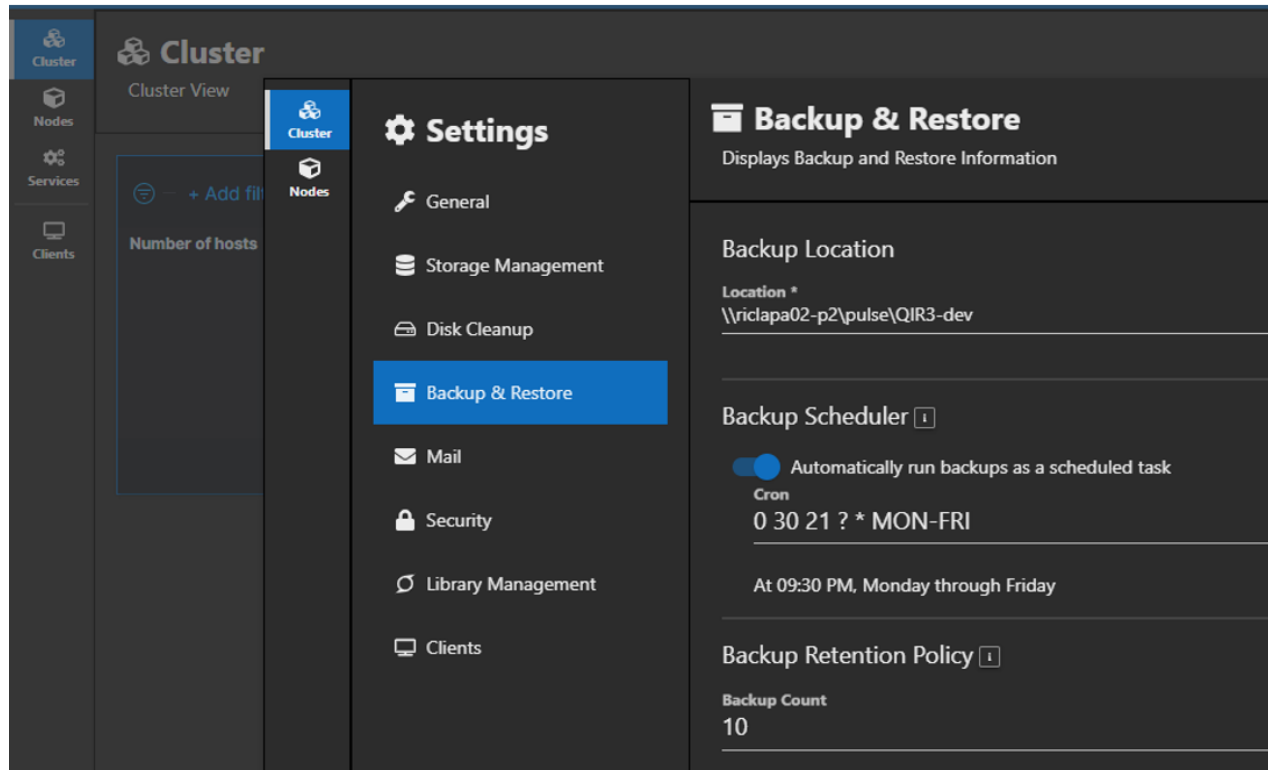 Cluster
Nodes
Services
Clients
Cluster
Cluster View
+ Add filt
Number of hosts
Cluster
Nodes
Settings
General
Storage Management
Disk Cleanup
Backup & Restore
Mail
Security
Library Management
Clients
Backup & Restore
Displays Backup and Restore Information
Backup Location
Location *
\\riclapa02-p2\pulse\QIR3-dev
Backup Scheduler i
Automatically run backups as a scheduled task
Cron
0 30 21 ? * MON-FRI
At 09:30 PM, Monday through Friday
Backup Retention Policy i
Backup Count
10